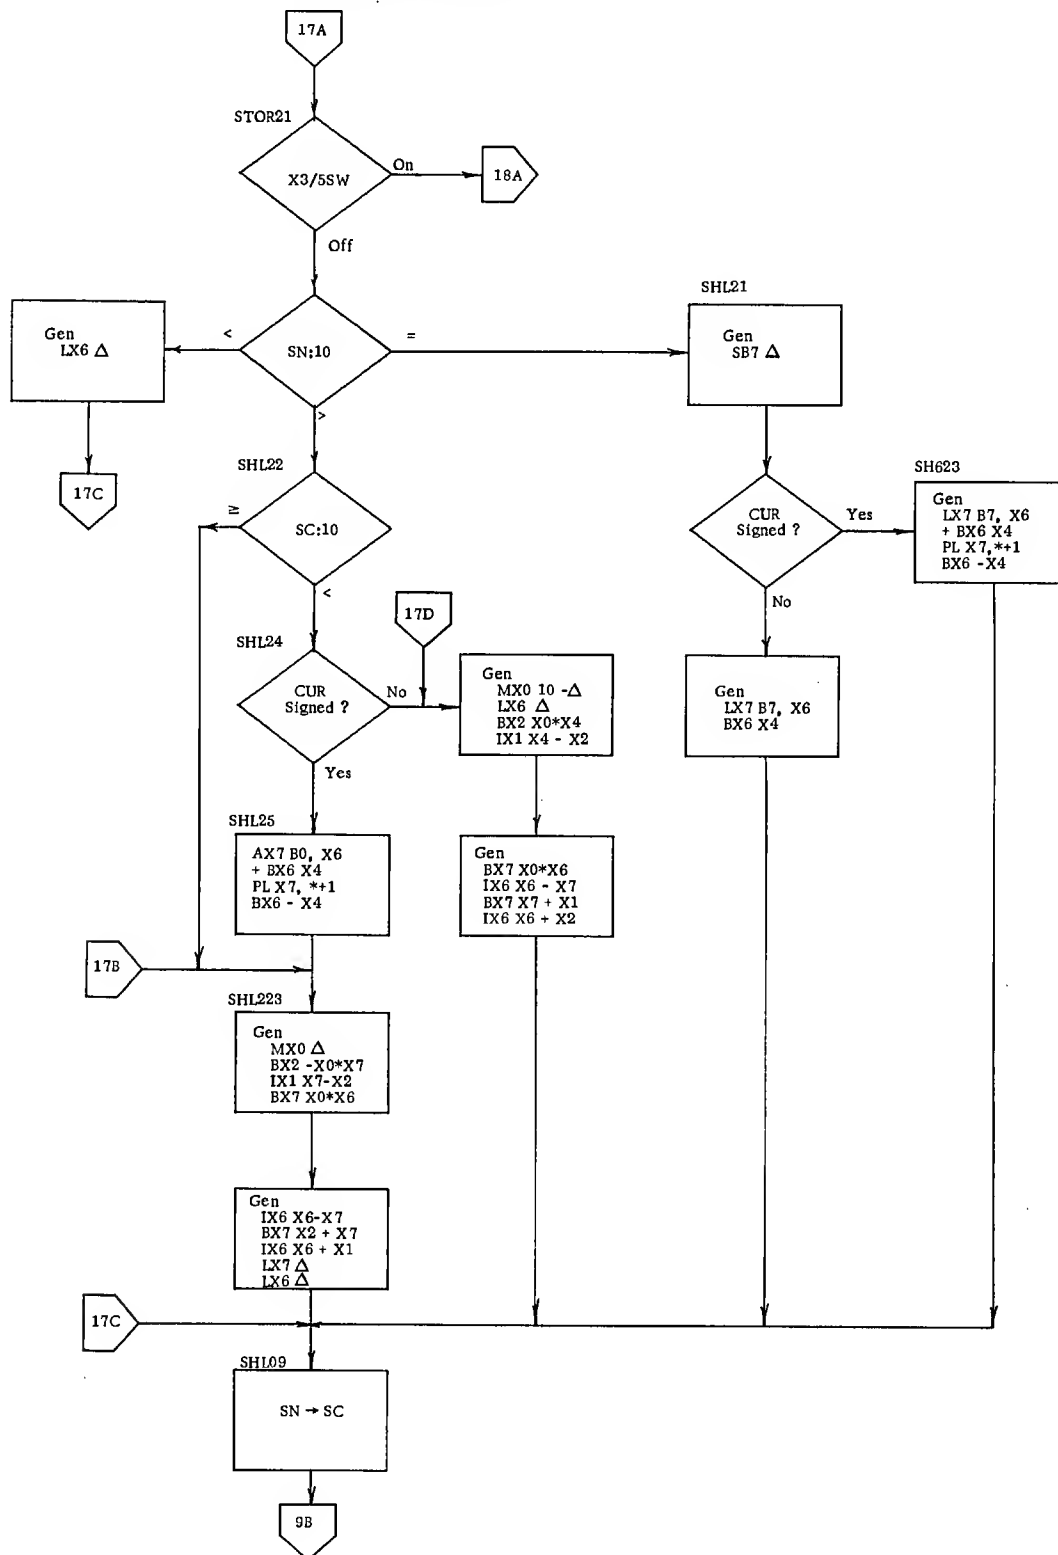 17A
STOR21
X3/5SW
On
18A
Off
SHL21
Gen
LX6 Δ
<
SN:10
=
Gen
SB7 Δ
>
17C
SHL22
≥
SC:10
<
CUR
Signed ?
Yes
No
SH623
Gen
LX7 B7, X6
+ BX6 X4
PL X7,*+1
BX6 -X4
17D
SHL24
CUR
Signed ?
No
Yes
Gen
MX0 10 -Δ
LX6 Δ
BX2 X0*X4
IX1 X4 - X2
Gen
LX7 B7, X6
BX6 X4
SHL25
AX7 B0, X6
+ BX6 X4
PL X7, *+1
BX6 - X4
Gen
BX7 X0*X6
IX6 X6 - X7
BX7 X7 + X1
IX6 X6 + X2
17B
SHL223
Gen
MX0 Δ
BX2 -X0*X7
IX1 X7-X2
BX7 X0*X6
Gen
IX6 X6-X7
BX7 X2 + X7
IX6 X6 + X1
LX7 Δ
LX6 Δ
17C
SHL09
SN → SC
9B